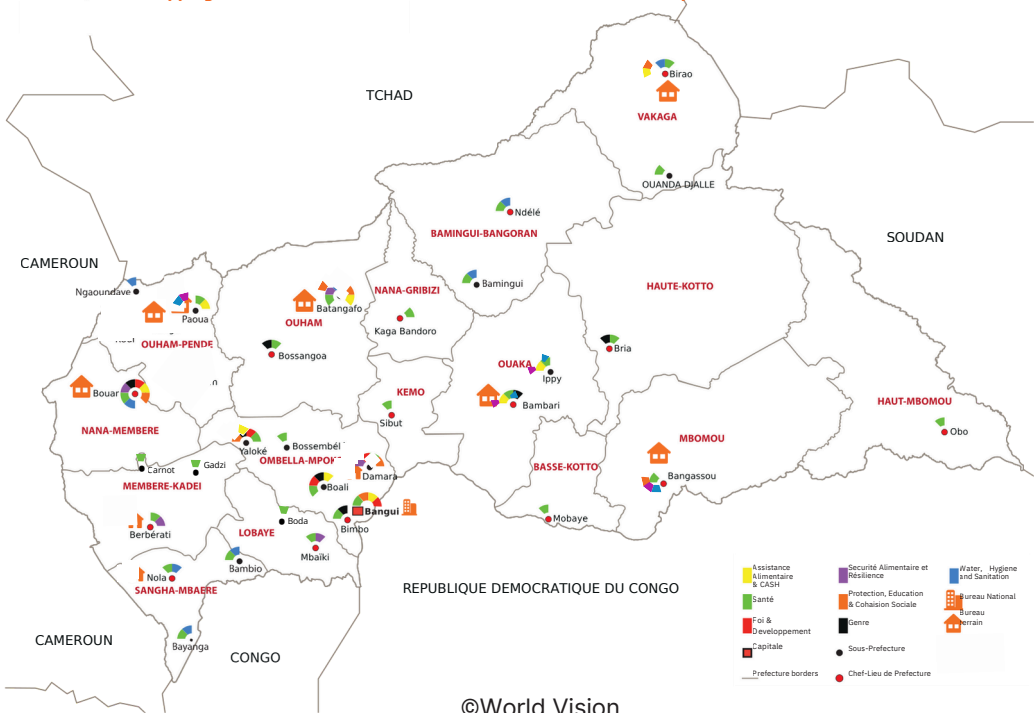 TCHAD
Birao
VAKAGA
OUANDA DJALLE
Ndélé
BAMINGUI-BANGORAN
SOUDAN
CAMEROUN
Ngaoundaye
Bamingui
NANA-GRIBIZI
HAUTE-KOTTO
Batangafo
Paoua
OUHAM
Kaga Bandoro
OUHAM-PENDE
Bossangoa
Bria
OUAKA
Ippy
Bouar
KEMO
Bambari
HAUT-MBOMOU
Sibut
NANA-MEMBERE
Obo
MBOMOU
Yaloké
Bossembél
OMBELLA-MPOK
BASSE-KOTTO
Carnot
Gadzi
Damara
Bangassou
MEMBERE-KADEI
Boali
Bangui
Mobaye
Boda
Bimbo
Berbérati
LOBAYE
Mbaïki
Bambio
Nola
SANGHA-MBAERE
REPUBLIQUE DEMOCRATIQUE DU CONGO
CAMEROUN
Bayanga
CONGO
Assistance
Alimentaire
& CASH
Santé
Foi &
Developpement
Capitale
Prefecture borders
Securité Alimentaire et
Résilience
Protection, Education
& Cohaision Sociale
Genre
Sous-Prefecture
Chef-Lieu de Prefecture
Water, Hygiene
and Sanitation
Bureau National
Bureau
terrain
©World Vision